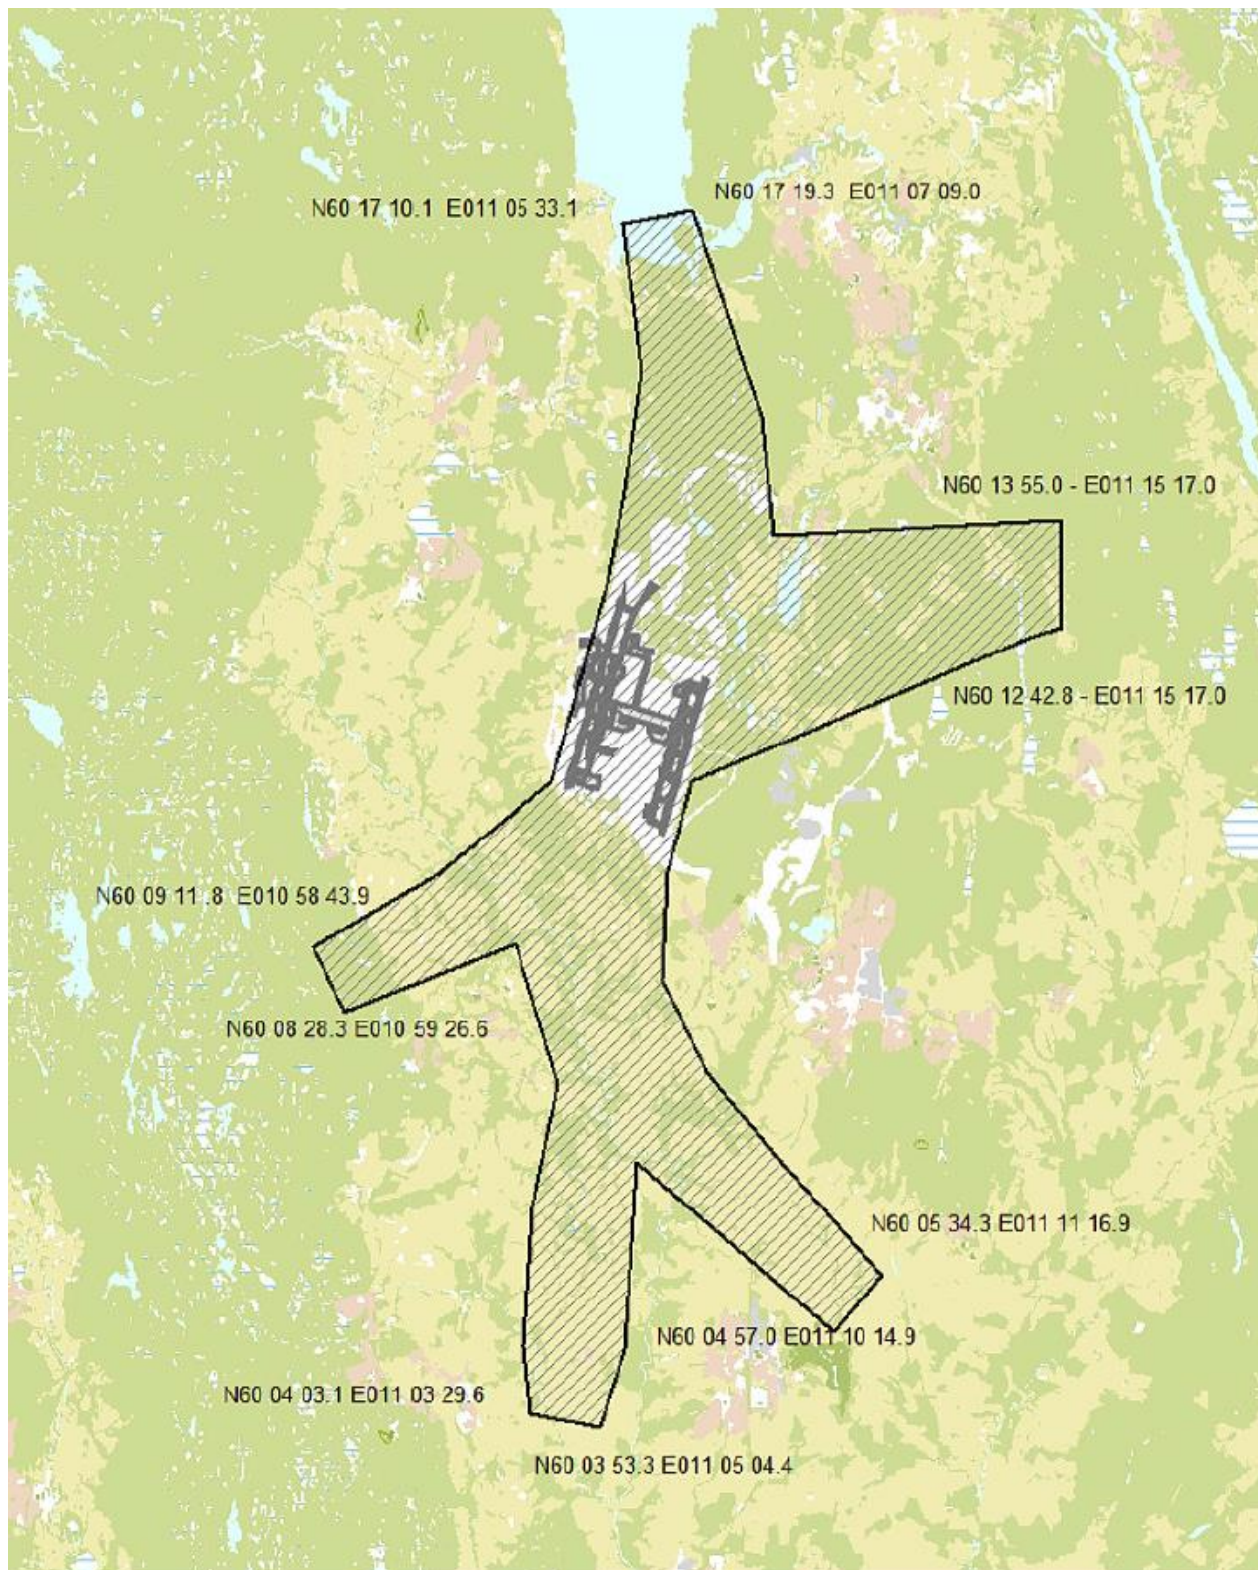 N60 17 19.3  E011 07 09.0
N60 17 10.1  E011 05 33.1
N60 13 55.0 - E011 15 17.0
N60 12 42.8 - E011 15 17.0
N60 09 11 .8  E010 58 43.9
N60 08 28.3 E010 59 26.6
N60 05 34.3 E011 11 16.9
N60 04 57.0 E011 10 14.9
N60 04 03.1 E011 03 29.6
N60 03 53.3 E011 05 04.4